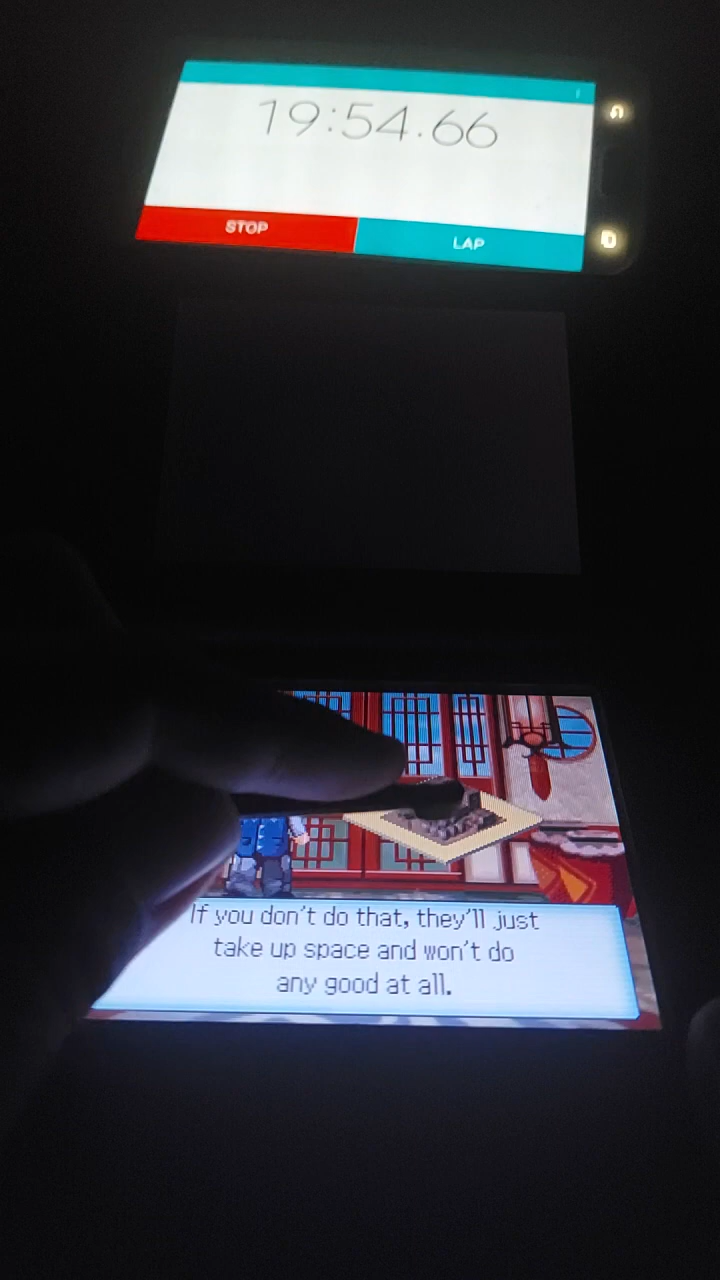 19:54.66
STOP
LAP
If you don't do that, they'll just
take up space and won't do
any good at all.